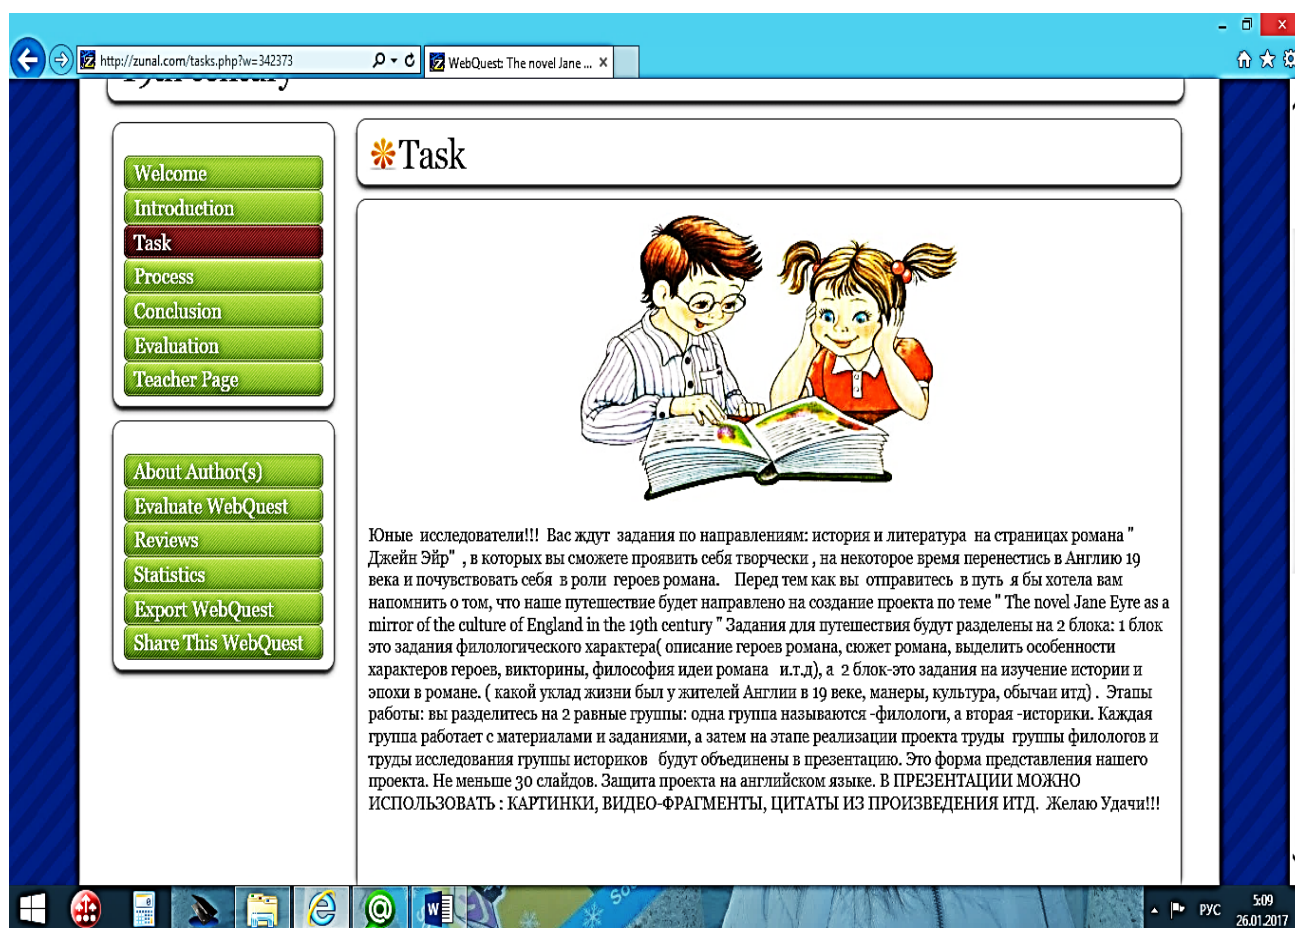 http://zunal.com/tasks.php?w=342373
WebQuest: The novel Jane ...
19th century
Welcome
Introduction
Task
Process
Conclusion
Evaluation
Teacher Page
About Author(s)
Evaluate WebQuest
Reviews
Statistics
Export WebQuest
Share This WebQuest
Task
Юные исследователи!!! Вас ждут задания по направлениям: история и литература на страницах романа "
Джейн Эйр" , в которых вы сможете проявить себя творчески , на некоторое время перенестись в Англию 19
века и почувствовать себя в роли героев романа. Перед тем как вы отправитесь в путь я бы хотела вам
напомнить о том, что наше путешествие будет направлено на создание проекта по теме " The novel Jane Eyre as a
mirror of the culture of England in the 19th century " Задания для путешествия будут разделены на 2 блока: 1 блок
это задания филологического характера( описание героев романа, сюжет романа, выделить особенности
характеров героев, викторины, философия идеи романа и.т.д), а 2 блок-это задания на изучение истории и
эпохи в романе. ( какой уклад жизни был у жителей Англии в 19 веке, манеры, культура, обычаи итд) . Этапы
работы: вы разделитесь на 2 равные группы: одна группа называются -филологи, а вторая -историки. Каждая
группа работает с материалами и заданиями, а затем на этапе реализации проекта труды группы филологов и
труды исследования группы историков будут объединены в презентацию. Это форма представления нашего
проекта. Не меньше 30 слайдов. Защита проекта на английском языке. В ПРЕЗЕНТАЦИИ МОЖНО
ИСПОЛЬЗОВАТЬ : КАРТИНКИ, ВИДЕО-ФРАГМЕНТЫ, ЦИТАТЫ ИЗ ПРОИЗВЕДЕНИЯ ИТД. Желаю Удачи!!!
РУС
5:09
26.01.2017